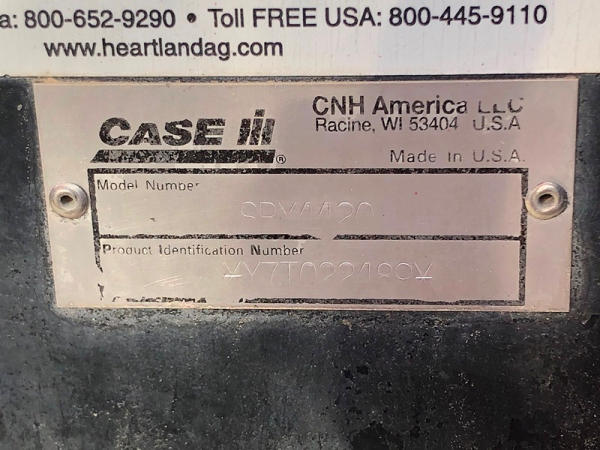 a: 800-652-9290 • Toll FREE USA: 800-445-9110
www.heartlandag.com
CASE IH
®
CNH America LLC
Racine, WI 53404 U.S.A
Made in U.S.A.
Model Number
Product Identification Number